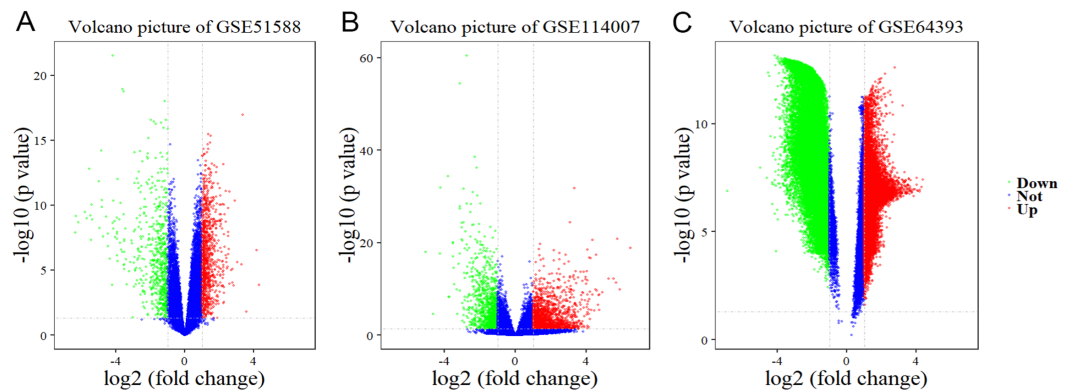 A
Volcano picture of GSE51588
20
15
10
5
0
-4
0
4
-log10 (p value)
log2 (fold change)
B
Volcano picture of GSE114007
60
40
20
0
-4
0
4
-log10 (p value)
log2 (fold change)
C
Volcano picture of GSE64393
10
5
0
-4
0
4
-log10 (p value)
log2 (fold change)
Down
Not
Up